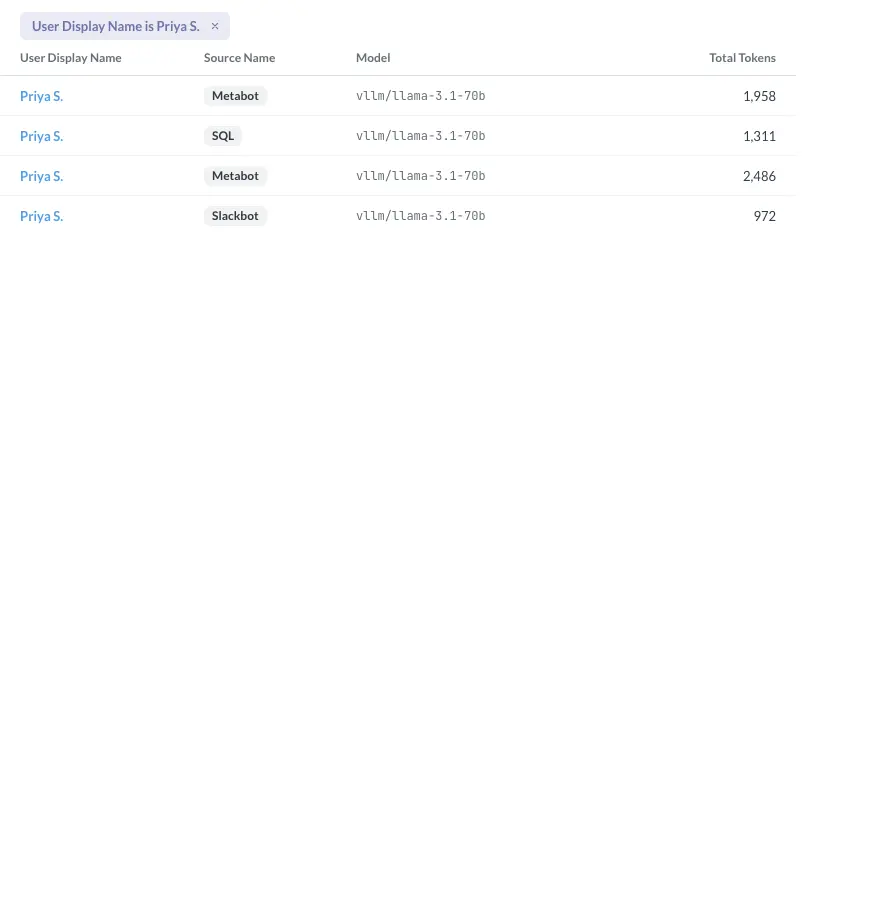 User Display Name is Priya S. ×
User Display Name Source Name Model Total Tokens
Priya S. Metabot vllm/llama-3.1-70b 1,958
Priya S. SQL vllm/llama-3.1-70b 1,311
Priya S. Metabot vllm/llama-3.1-70b 2,486
Priya S. Slackbot vllm/llama-3.1-70b 972